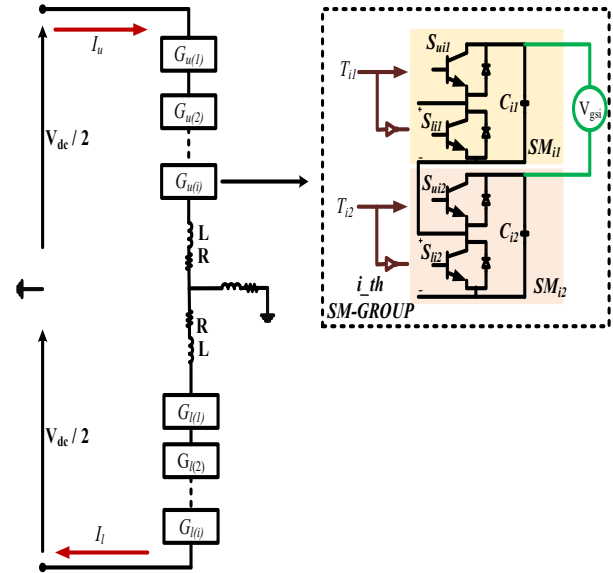 I_u
G_u(1)
G_u(2)
V_dc / 2
G_u(i)
L
R
R
L
V_dc / 2
G_l(1)
G_l(2)
G_l(i)
I_l
S_ui1
T_i1
+
S_li1
C_i1
-
SM_i1
V_gsi
S_ui2
T_i2
+
S_li2
C_i2
-
SM_i2
i_th
SM-GROUP